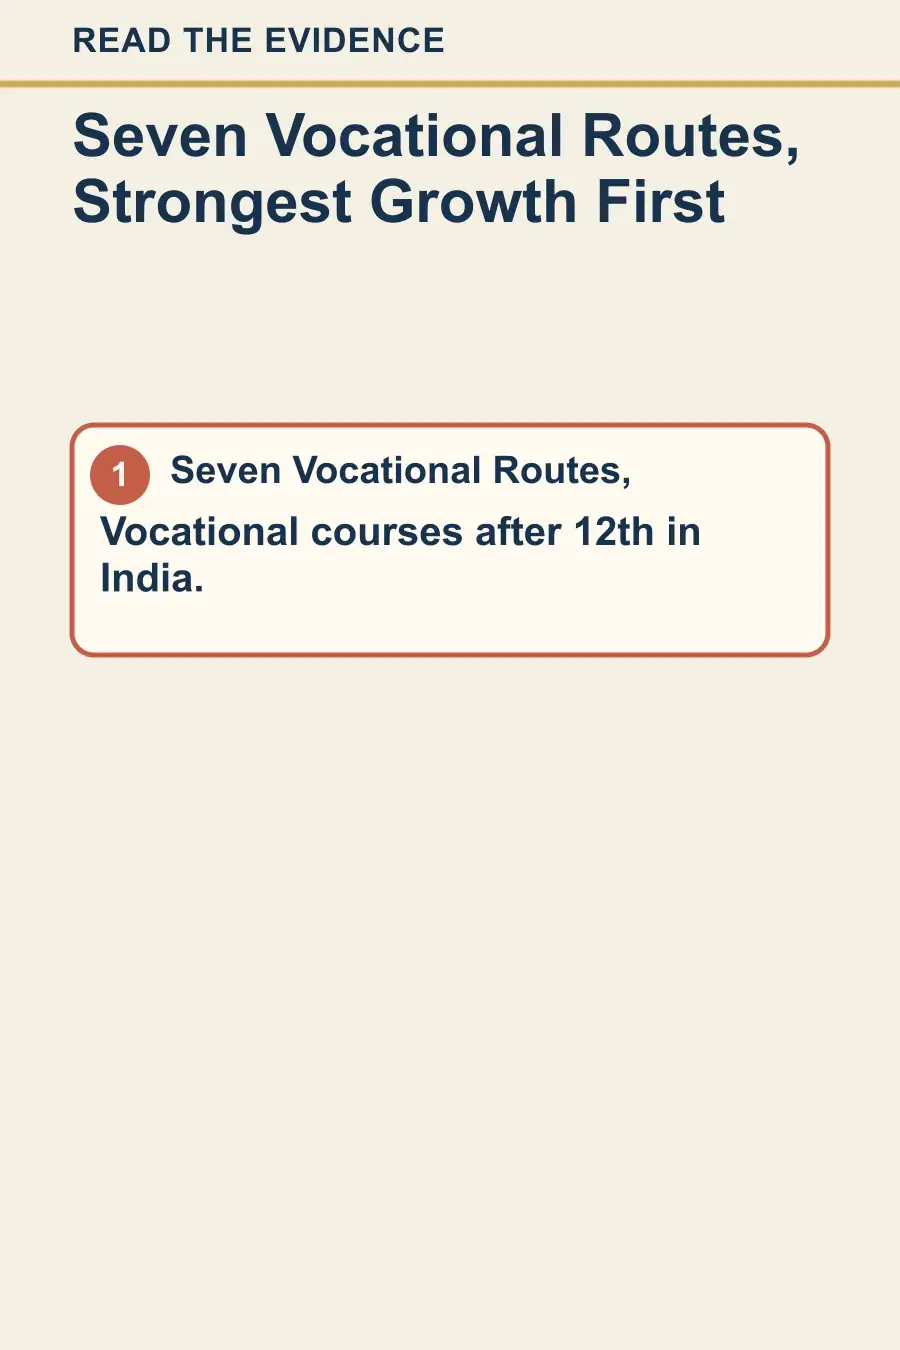 READ THE EVIDENCE
Seven Vocational Routes,
Strongest Growth First
1 Seven Vocational Routes,
Vocational courses after 12th in
India.